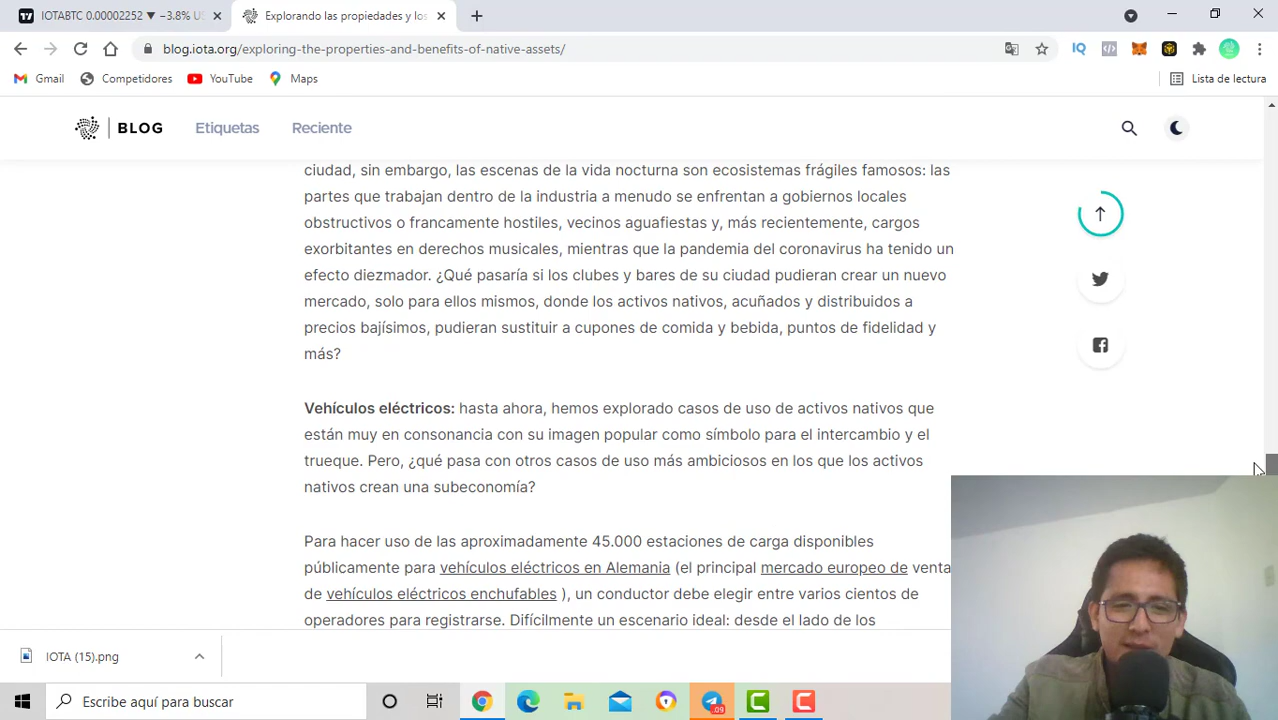 IOTABTC 0.00002252 ▼ −3.8% U
Explorando las propiedades y los
blog.iota.org/exploring-the-properties-and-benefits-of-native-assets/
Gmail
Competidores
YouTube
Maps
Lista de lectura
BLOG
Etiquetas
Reciente
ciudad, sin embargo, las escenas de la vida nocturna son ecosistemas frágiles famosos: las
partes que trabajan dentro de la industria a menudo se enfrentan a gobiernos locales
obstructivos o francamente hostiles, vecinos aguafiestas y, más recientemente, cargos
exorbitantes en derechos musicales, mientras que la pandemia del coronavirus ha tenido un
efecto diezmador. ¿Qué pasaría si los clubes y bares de su ciudad pudieran crear un nuevo
mercado, solo para ellos mismos, donde los activos nativos, acuñados y distribuidos a
precios bajísimos, pudieran sustituir a cupones de comida y bebida, puntos de fidelidad y
más?
Vehículos eléctricos: hasta ahora, hemos explorado casos de uso de activos nativos que
están muy en consonancia con su imagen popular como símbolo para el intercambio y el
trueque. Pero, ¿qué pasa con otros casos de uso más ambiciosos en los que los activos
nativos crean una subeconomía?
Para hacer uso de las aproximadamente 45.000 estaciones de carga disponibles
públicamente para vehículos eléctricos en Alemania (el principal mercado europeo de venta
de vehículos eléctricos enchufables ), un conductor debe elegir entre varios cientos de
operadores para registrarse. Difícilmente un escenario ideal: desde el lado de los
IOTA (15).png
Escribe aquí para buscar